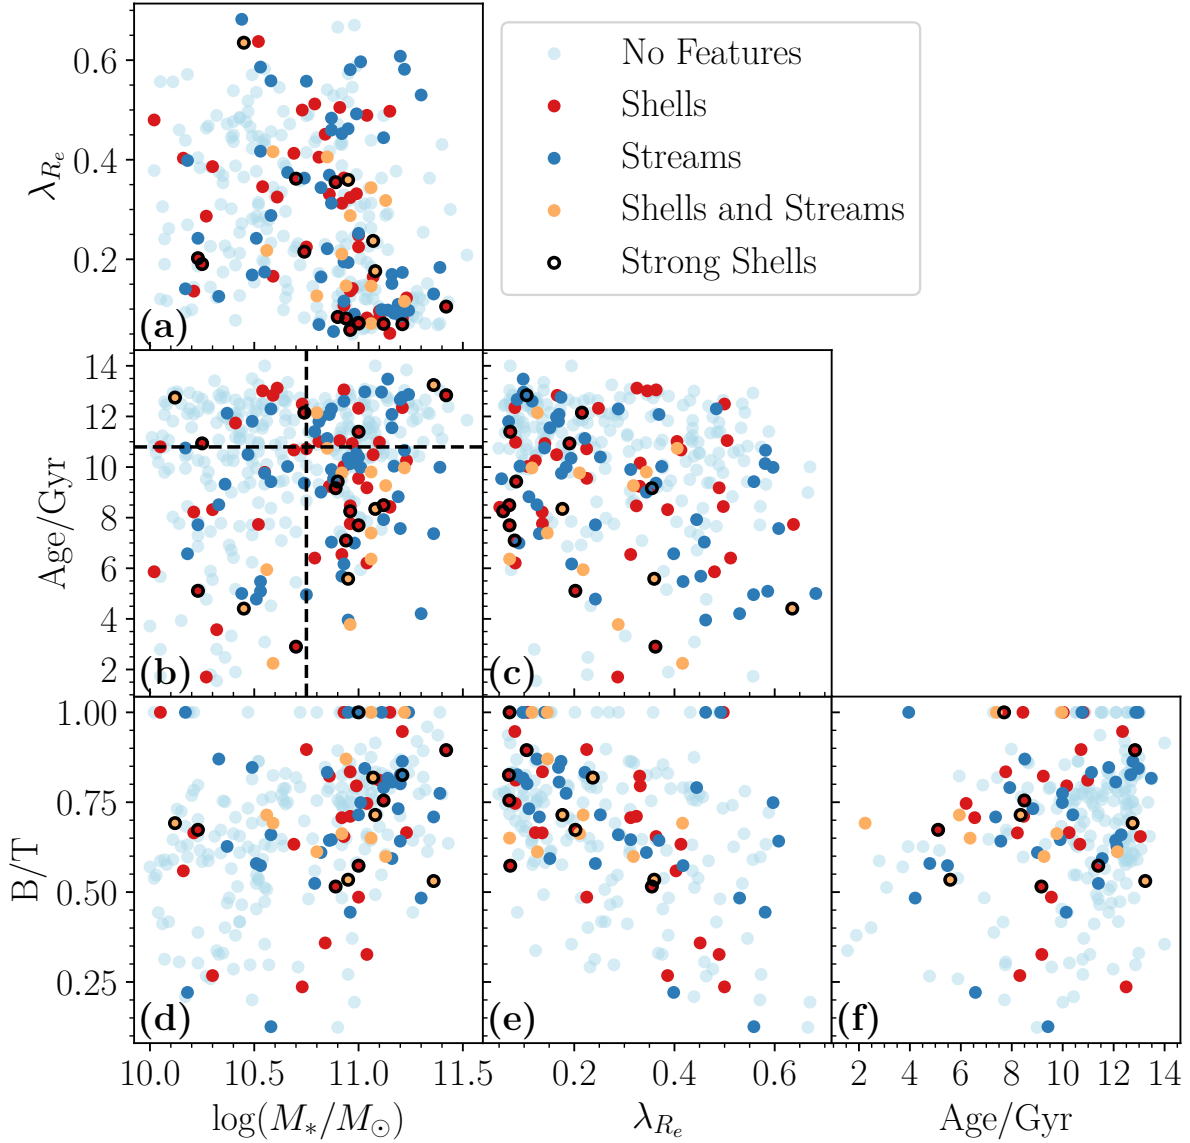 0.6
0.4
0.2
λ_{R_e}
(a)
No Features
Shells
Streams
Shells and Streams
Strong Shells
14
12
10
8
6
4
2
Age/Gyr
(b)
(c)
1.00
0.75
0.50
0.25
B/T
(d)
(e)
(f)
10.0 10.5 11.0 11.5
0.2 0.4 0.6
2 4 6 8 10 12 14
log(M_*/M_⊙)
λ_{R_e}
Age/Gyr